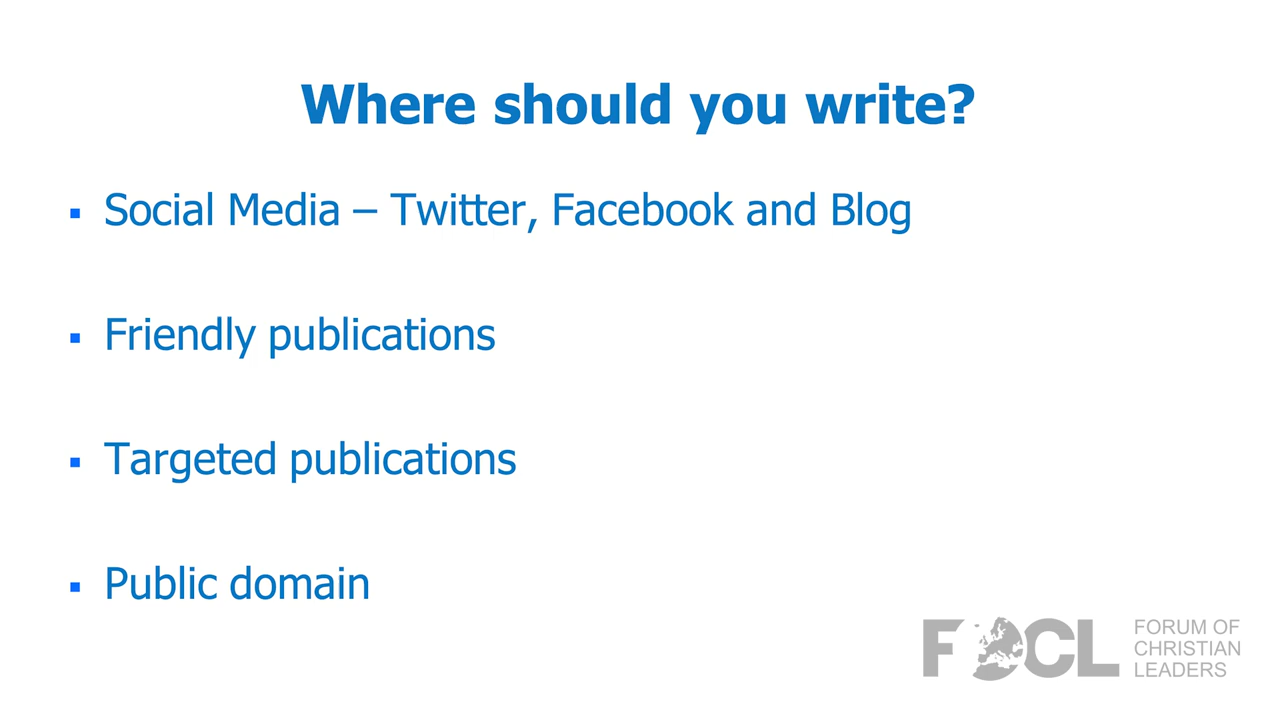 Where should you write?
▪ Social Media – Twitter, Facebook and Blog
▪ Friendly publications
▪ Targeted publications
▪ Public domain
FOCL
FORUM OF
CHRISTIAN
LEADERS